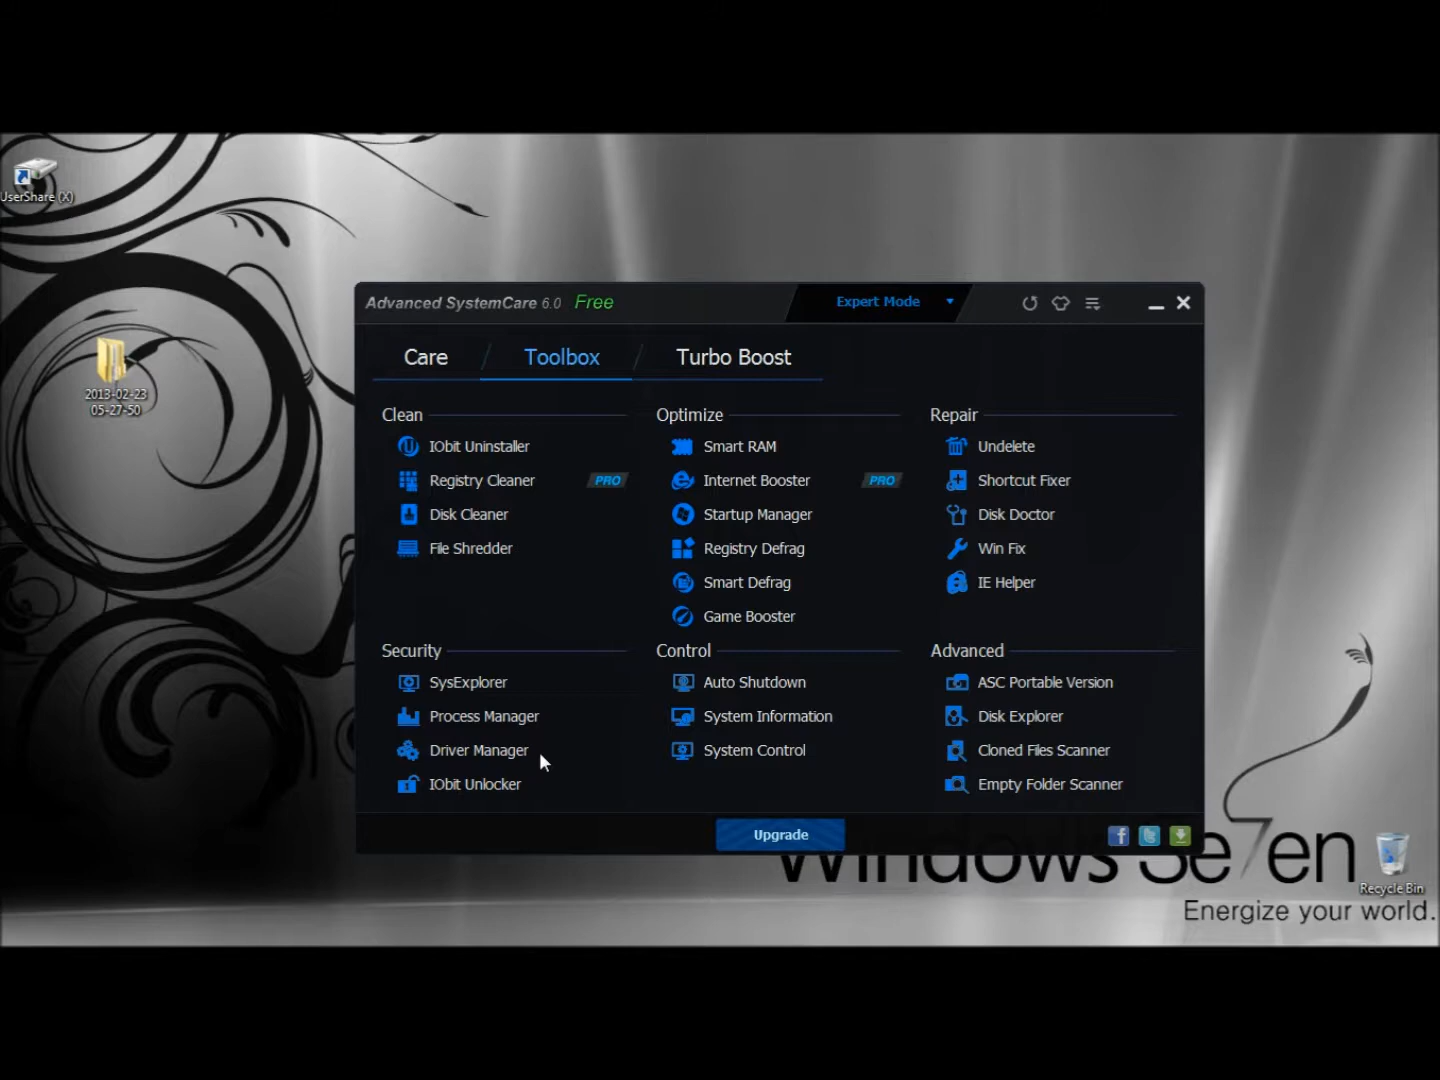 UserShare (X)
2013-02-23
05-27-50
Advanced SystemCare 6.0 Free
Expert Mode
Care
Toolbox
Turbo Boost
Clean
IObit Uninstaller
Registry Cleaner PRO
Disk Cleaner
File Shredder
Optimize
Smart RAM
Internet Booster PRO
Startup Manager
Registry Defrag
Smart Defrag
Game Booster
Repair
Undelete
Shortcut Fixer
Disk Doctor
Win Fix
IE Helper
Security
SysExplorer
Process Manager
Driver Manager
IObit Unlocker
Control
Auto Shutdown
System Information
System Control
Advanced
ASC Portable Version
Disk Explorer
Cloned Files Scanner
Empty Folder Scanner
Upgrade
Windows Se7en
Energize your world.
Recycle Bin